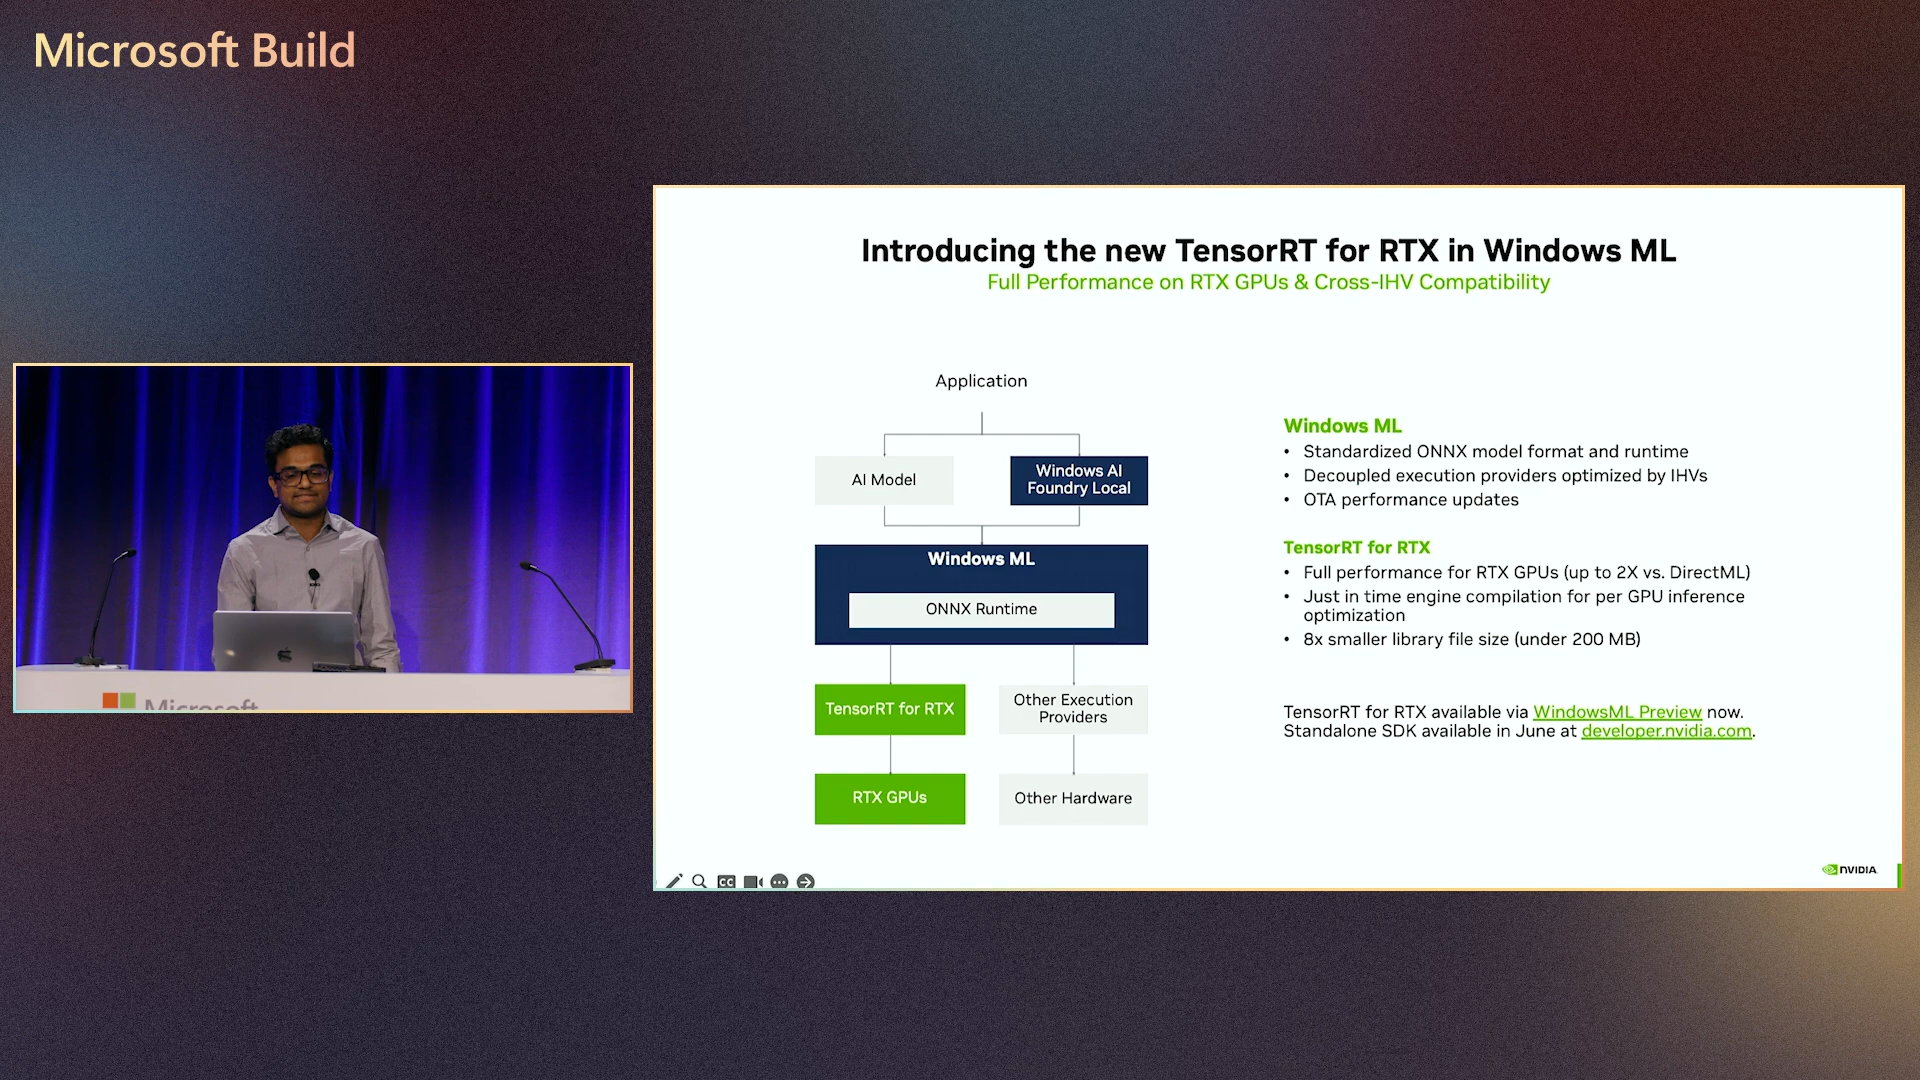 Microsoft Build
Introducing the new TensorRT for RTX in Windows ML
Full Performance on RTX GPUs & Cross-IHV Compatibility
Application
AI Model
Windows AI
Foundry Local
Windows ML
ONNX Runtime
TensorRT for RTX
Other Execution
Providers
RTX GPUs
Other Hardware
Windows ML
• Standardized ONNX model format and runtime
• Decoupled execution providers optimized by IHVs
• OTA performance updates
TensorRT for RTX
• Full performance for RTX GPUs (up to 2X vs. DirectML)
• Just in time engine compilation for per GPU inference
optimization
• 8x smaller library file size (under 200 MB)
TensorRT for RTX available via WindowsML Preview now.
Standalone SDK available in June at developer.nvidia.com.
CC
NVIDIA
Microsoft